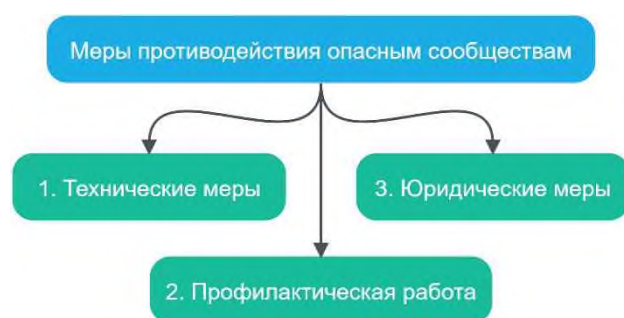 Меры противодействия опасным сообществам
1. Технические меры
3. Юридические меры
2. Профилактическая работа